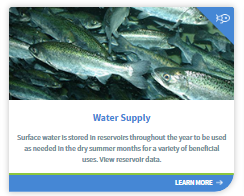 Water Supply
Surface water is stored in reservoirs throughout the year to be used
as needed in the dry summer months for a variety of beneficial
uses. View reservoir data.
LEARN MORE →